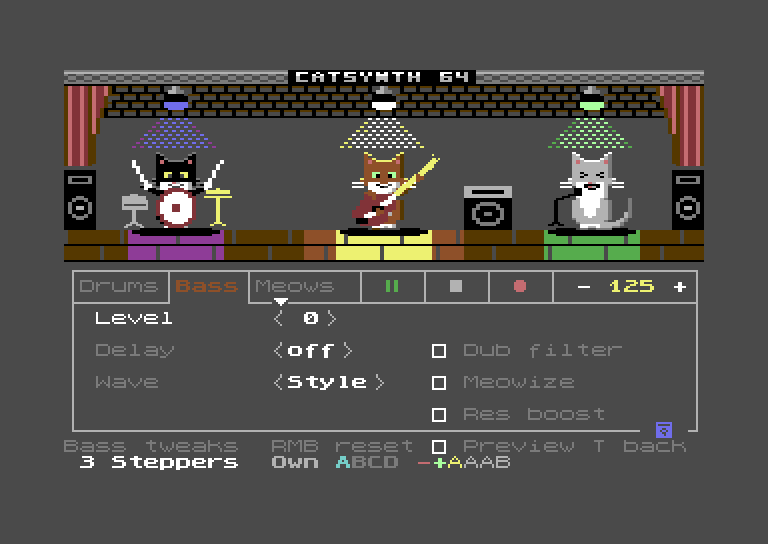 CATSYNTH 64
Drums Bass Meows - 125 +
Level < 0 >
Delay <off > Dub filter
Wave <Style > Meowize
Res boost
Bass tweaks RMB reset Preview T back
3 Steppers Own ABCD -+AAAB